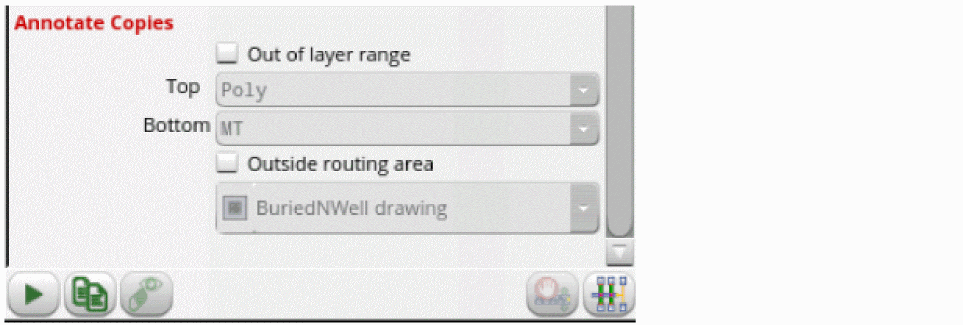 Annotate Copies
Out of layer range
Top Poly
Bottom MT
Outside routing area
BuriedNWell drawing